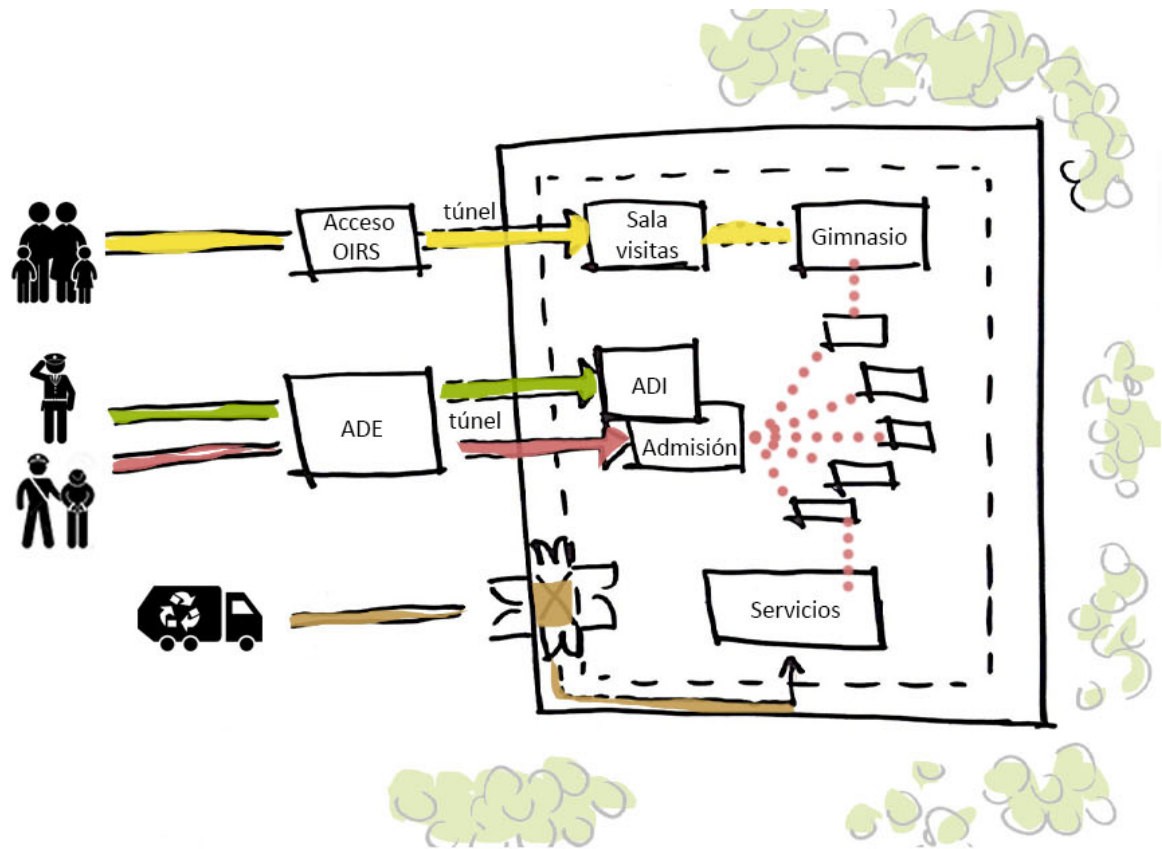 túnel
Acceso
OIRS
Sala
visitas
Gimnasio
ADE
túnel
ADI
Admisión
Servicios